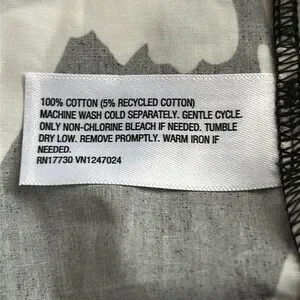 100% COTTON (5% RECYCLED COTTON)
MACHINE WASH COLD SEPARATELY. GENTLE CYCLE.
ONLY NON-CHLORINE BLEACH IF NEEDED. TUMBLE
DRY LOW. REMOVE PROMPTLY. WARM IRON IF
NEEDED.
RN17730 VN1247024